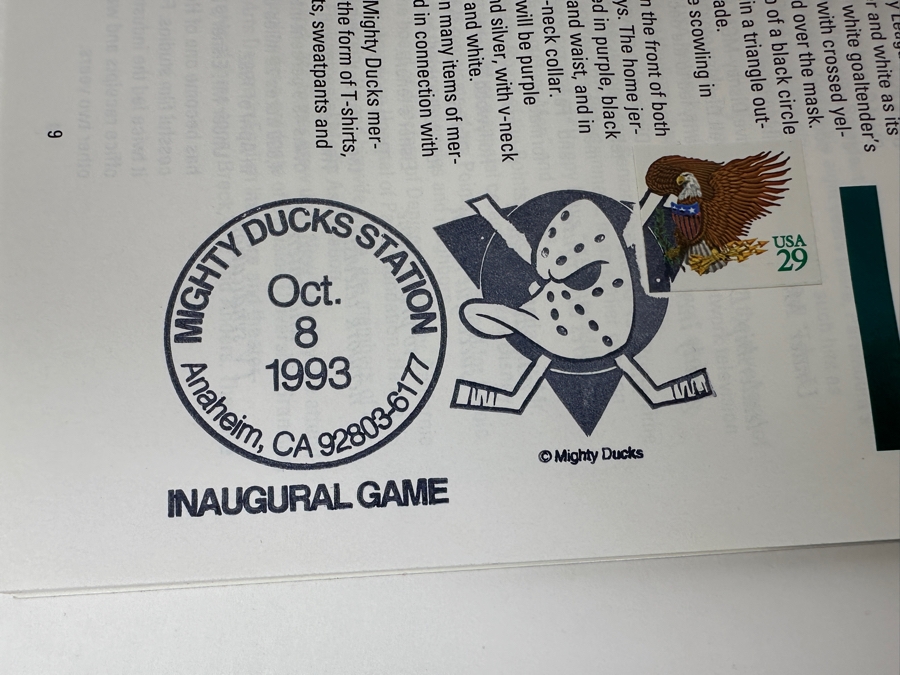 and white as its
white goaltender's
with crossed yel-
over the mask.
of a black circle
in a triangle out-
scowling in
the front of both
The home jer-
in purple, black
and waist, and in
-neck collar.
will be purple
silver, with v-neck
and white.
many items of mer-
in connection with
Mighty Ducks mer-
the form of T-shirts,
sweatpants and
9
MIGHTY DUCKS STATION
Oct.
8
1993
Anaheim, CA 92803-6177
INAUGURAL GAME
© Mighty Ducks
USA
29